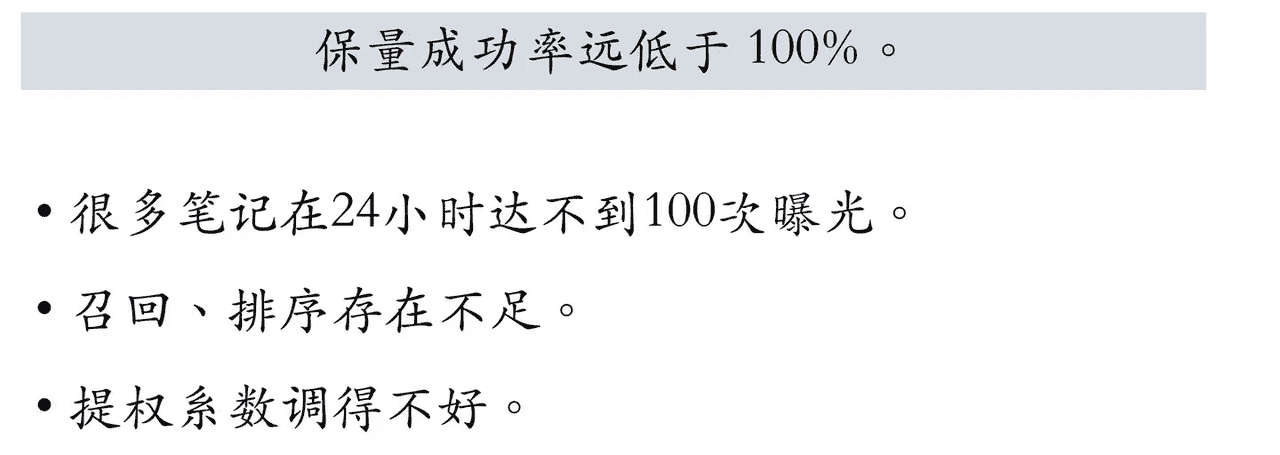 保量成功率远低于 100%。
• 很多笔记在24小时达不到100次曝光。
• 召回、排序存在不足。
• 提权系数调得不好。